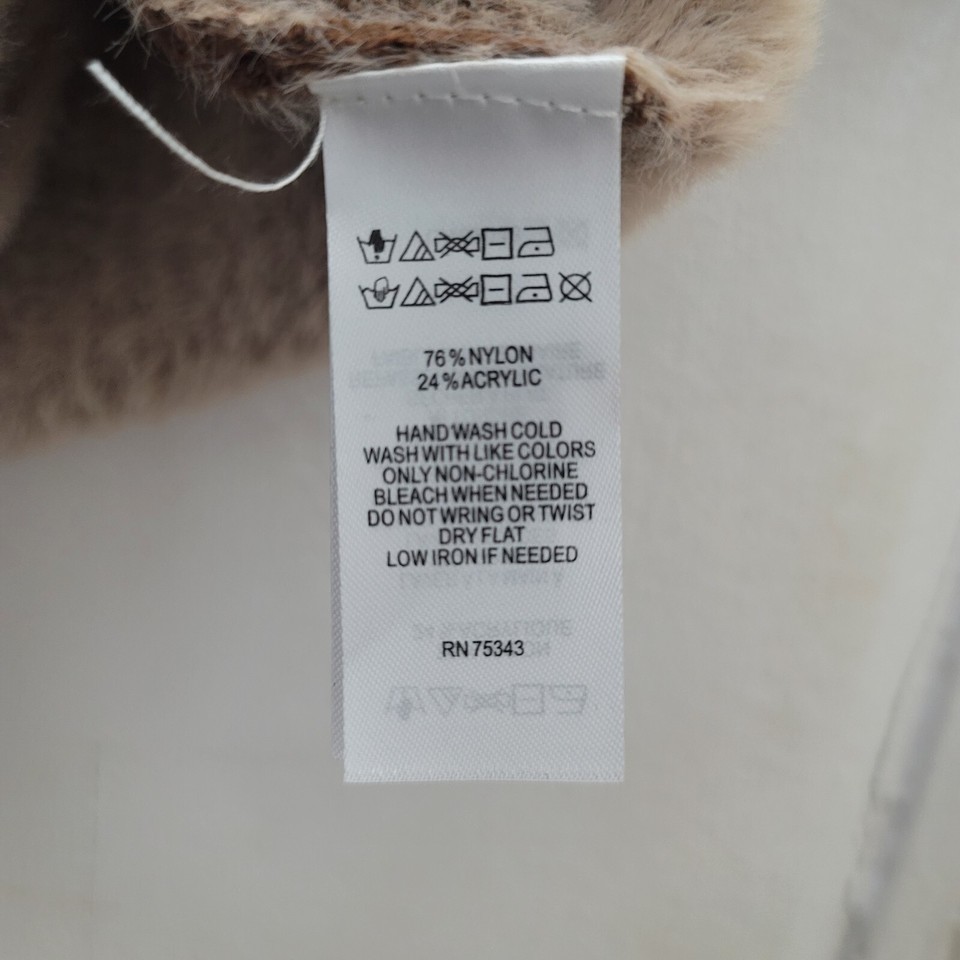 76% NYLON
24% ACRYLIC
HAND WASH COLD
WASH WITH LIKE COLORS
ONLY NON-CHLORINE
BLEACH WHEN NEEDED
DO NOT WRING OR TWIST
DRY FLAT
LOW IRON IF NEEDED
RN 75343